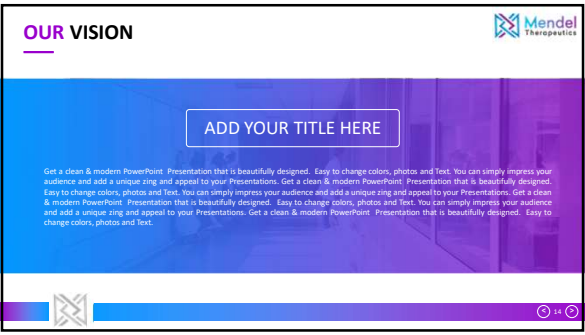 OUR VISION
Mendel
Therapeutics
ADD YOUR TITLE HERE
Get a clean & modern PowerPoint Presentation that is beautifully designed. Easy to change colors, photos and Text. You can simply impress your
audience and add a unique zing and appeal to your Presentations. Get a clean & modern PowerPoint Presentation that is beautifully designed.
Easy to change colors, photos and Text. You can simply impress your audience and add a unique zing and appeal to your Presentations. Get a clean
& modern PowerPoint Presentation that is beautifully designed. Easy to change colors, photos and Text. You can simply impress your audience
and add a unique zing and appeal to your Presentations. Get a clean & modern PowerPoint Presentation that is beautifully designed. Easy to
change colors, photos and Text.
14